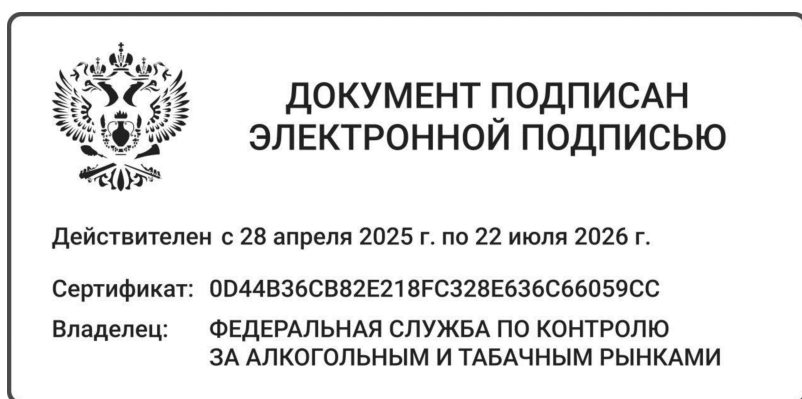 ДОКУМЕНТ ПОДПИСАН
ЭЛЕКТРОННОЙ ПОДПИСЬЮ
Действителен с 28 апреля 2025 г. по 22 июля 2026 г.
Сертификат: 0D44B36CB82E218FC328E636C66059CC
Владелец: ФЕДЕРАЛЬНАЯ СЛУЖБА ПО КОНТРОЛЮ
ЗА АЛКОГОЛЬНЫМ И ТАБАЧНЫМ РЫНКАМИ